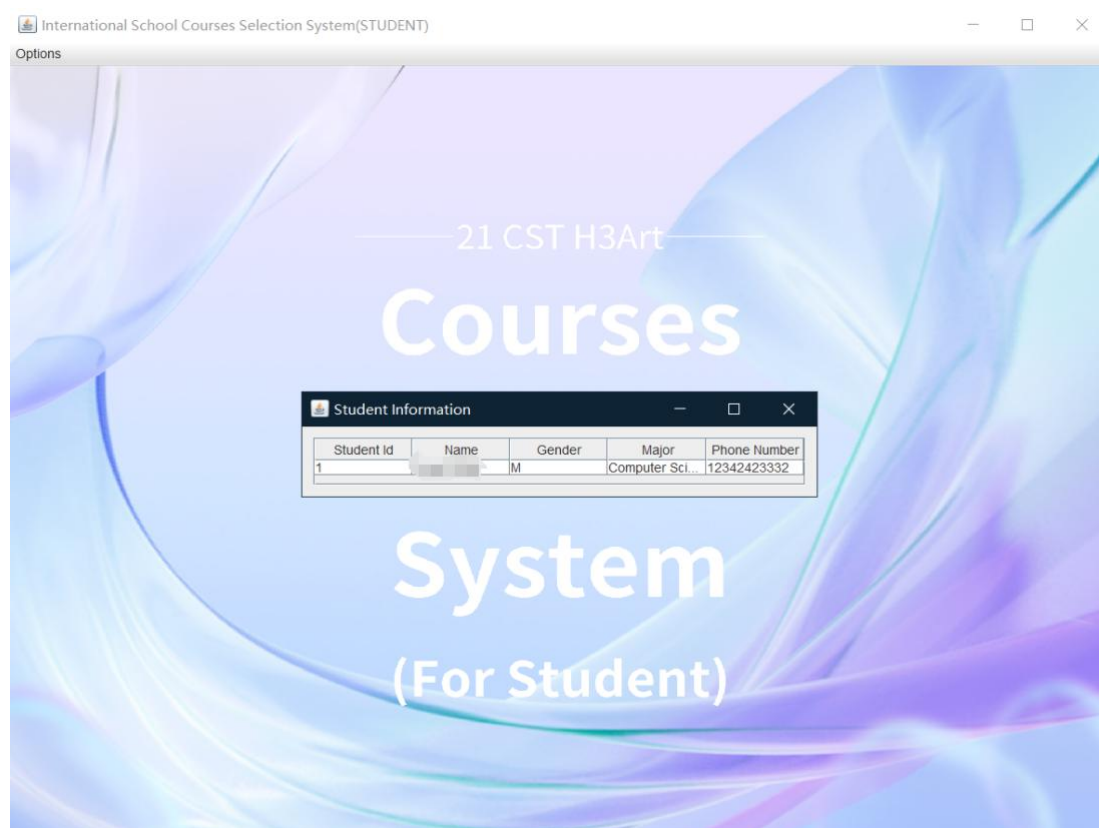 International School Courses Selection System(STUDENT)
Options
21 CST H3Art
Courses
Student Information
Student Id Name Gender Major Phone Number
1 M Computer Sci... 12342423332
System
(For Student)